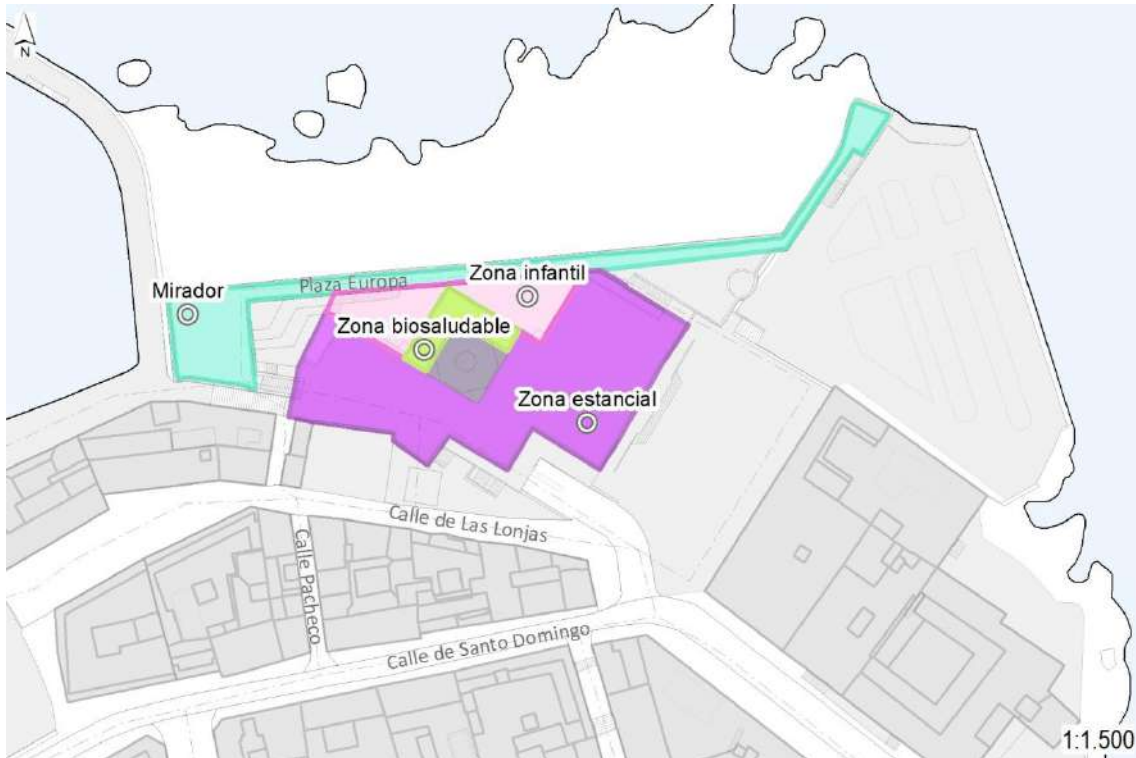 N
Zona infantil
Plaza Europa
Mirador
Zona biosaludable
Zona estancial
Calle de Las Lonjas
Calle Pacheco
Calle de Santo Domingo
1:1.500